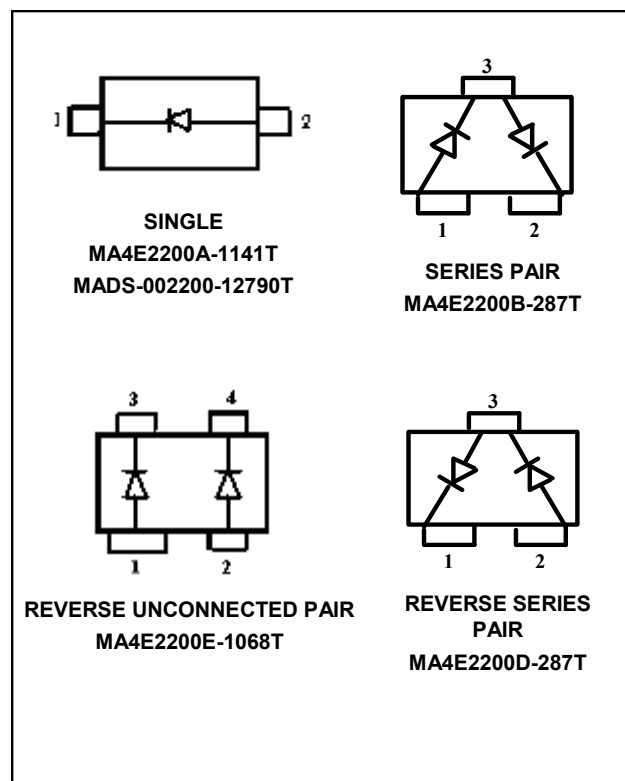 1
2
SINGLE
MA4E2200A-1141T
MADS-002200-12790T
3
1
2
SERIES PAIR
MA4E2200B-287T
3
4
1
2
REVERSE UNCONNECTED PAIR
MA4E2200E-1068T
3
1
2
REVERSE SERIES
PAIR
MA4E2200D-287T